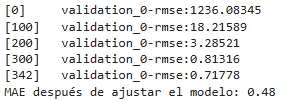 [0]	validation_0-rmse:1236.08345
[100]	validation_0-rmse:18.21589
[200]	validation_0-rmse:3.28521
[300]	validation_0-rmse:0.81316
[342]	validation_0-rmse:0.71778
MAE después de ajustar el modelo: 0.48